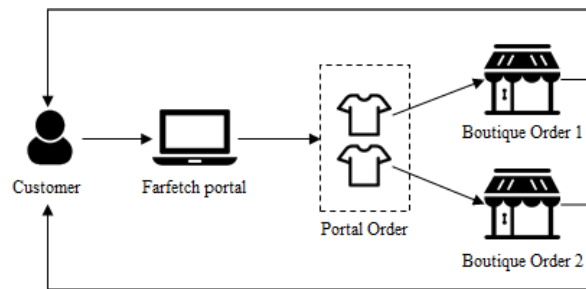 Boutique Order 1
Customer
Farfetch portal
Portal Order
Boutique Order 2